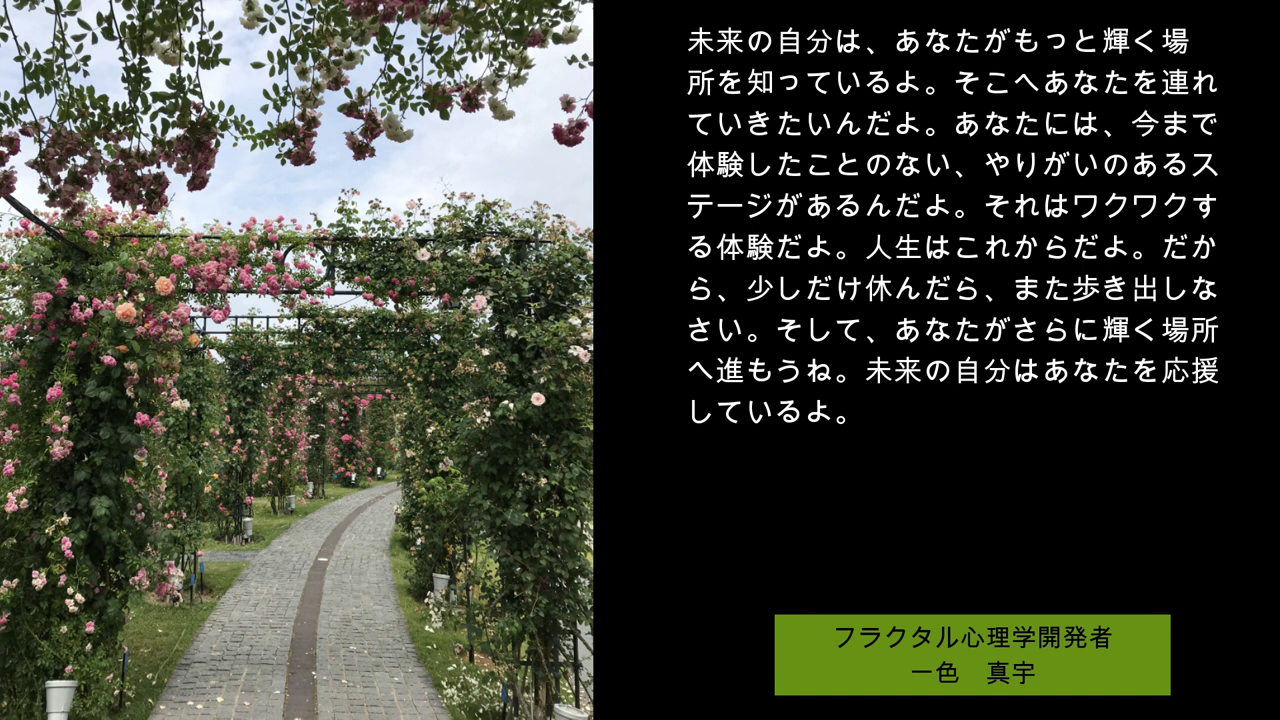 未来の自分は、あなたがもっと輝く場
所を知っているよ。そこへあなたを連れ
ていきたいんだよ。あなたには、今まで
体験したことのない、やりがいのあるス
テージがあるんだよ。それはワクワクす
る体験だよ。人生はこれからだよ。だか
ら、少しだけ休んだら、また歩き出しな
さい。そして、あなたがさらに輝く場所
へ進もうね。未来の自分はあなたを応援
しているよ。
フラクタル心理学開発者
一色　真宇